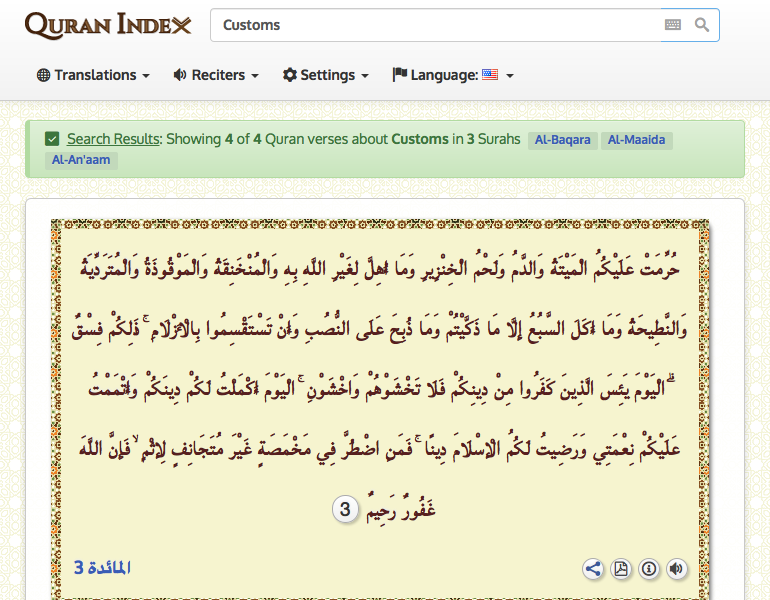 QURAN INDEX
Customs
Translations Reciters Settings Language:
Search Results: Showing 4 of 4 Quran verses about Customs in 3 Surahs Al-Baqara Al-Maaida
Al-An'aam
حُرِّمَتْ عَلَيْكُمُ الْمَيْتَةُ وَالدَّمُ وَلَحْمُ الْخِنْزِيرِ وَمَا أُهِلَّ لِغَيْرِ اللَّهِ بِهِ وَالْمُنْخَنِقَةُ وَالْمَوْقُوذَةُ وَالْمُتَرَدِّيَةُ
وَالنَّطِيحَةُ وَمَا أَكَلَ السَّبُعُ إِلَّا مَا ذَكَّيْتُمْ وَمَا ذُبِحَ عَلَى النُّصُبِ وَأَنْ تَسْتَقْسِمُوا بِالْأَزْلَامِ ۚ ذَٰلِكُمْ فِسْقٌ
ۗ الْيَوْمَ يَئِسَ الَّذِينَ كَفَرُوا مِنْ دِينِكُمْ فَلَا تَخْشَوْهُمْ وَاخْشَوْنِ ۚ الْيَوْمَ أَكْمَلْتُ لَكُمْ دِينَكُمْ وَأَتْمَمْتُ
عَلَيْكُمْ نِعْمَتِي وَرَضِيتُ لَكُمُ الْإِسْلَامَ دِينًا ۚ فَمَنِ اضْطُرَّ فِي مَخْمَصَةٍ غَيْرَ مُتَجَانِفٍ لِإِثْمٍ ۙ فَإِنَّ اللَّهَ
غَفُورٌ رَحِيمٌ 3
المائدة 3